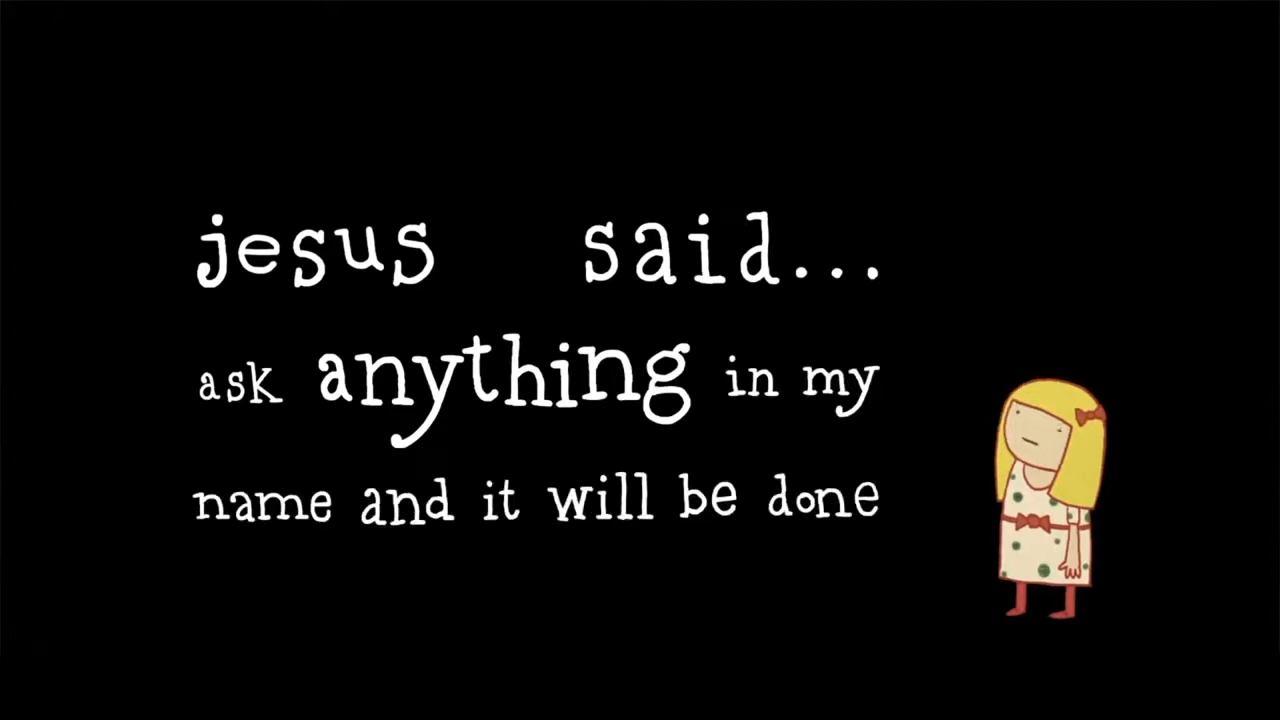 jesus said...
ask anything in my
name and it will be done